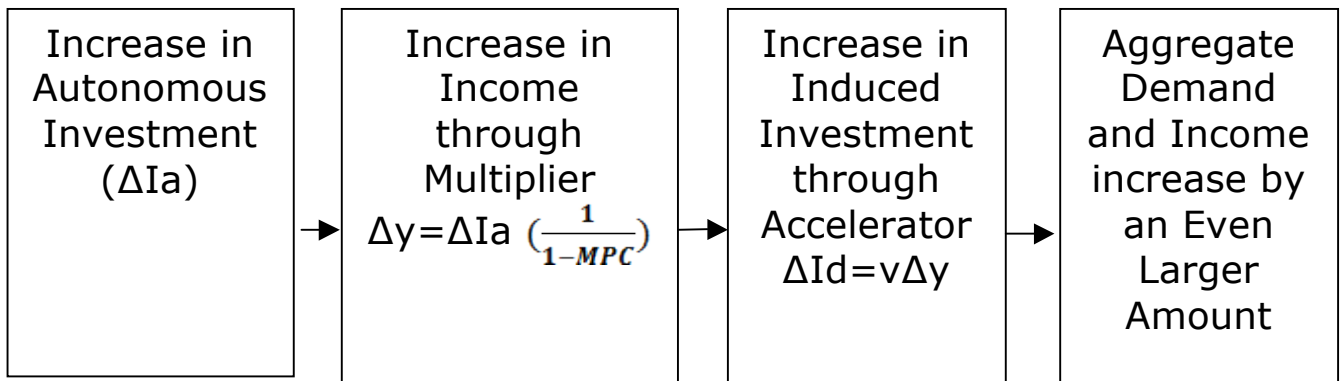 Increase in
Autonomous
Investment
(ΔIa)
Increase in
Income
through
Multiplier
Δy=ΔIa (1/1−MPC)
Increase in
Induced
Investment
through
Accelerator
ΔId=vΔy
Aggregate
Demand
and Income
increase by
an Even
Larger
Amount